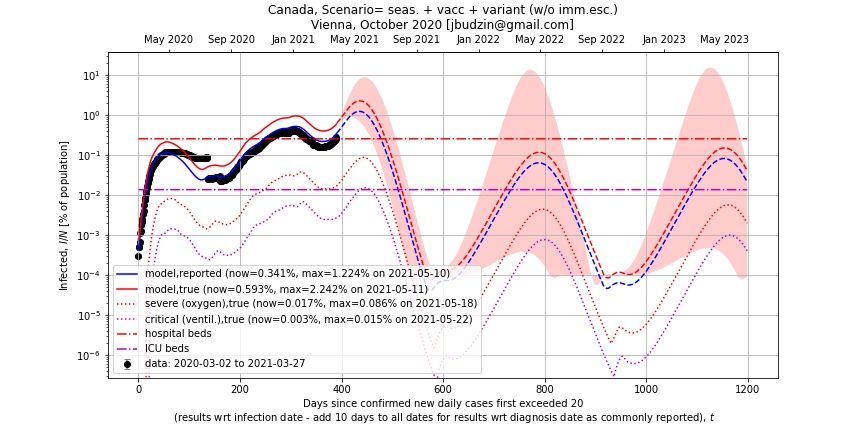 Canada, Scenario= seas. + vacc + variant (w/o imm.esc.)
Vienna, October 2020 [jbudzin@gmail.com]
May 2020 Sep 2020 Jan 2021 May 2021 Sep 2021 Jan 2022 May 2022 Sep 2022 Jan 2023 May 2023
Infected, I/N [% of population]
10¹
10⁰
10⁻¹
10⁻²
10⁻³
10⁻⁴
10⁻⁵
10⁻⁶
model,reported (now=0.341%, max=1.224% on 2021-05-10)
model,true (now=0.593%, max=2.242% on 2021-05-11)
severe (oxygen),true (now=0.017%, max=0.086% on 2021-05-18)
critical (ventil.),true (now=0.003%, max=0.015% on 2021-05-22)
hospital beds
ICU beds
data: 2020-03-02 to 2021-03-27
0 200 400 600 800 1000 1200
Days since confirmed new daily cases first exceeded 20
(results wrt infection date - add 10 days to all dates for results wrt diagnosis date as commonly reported), t